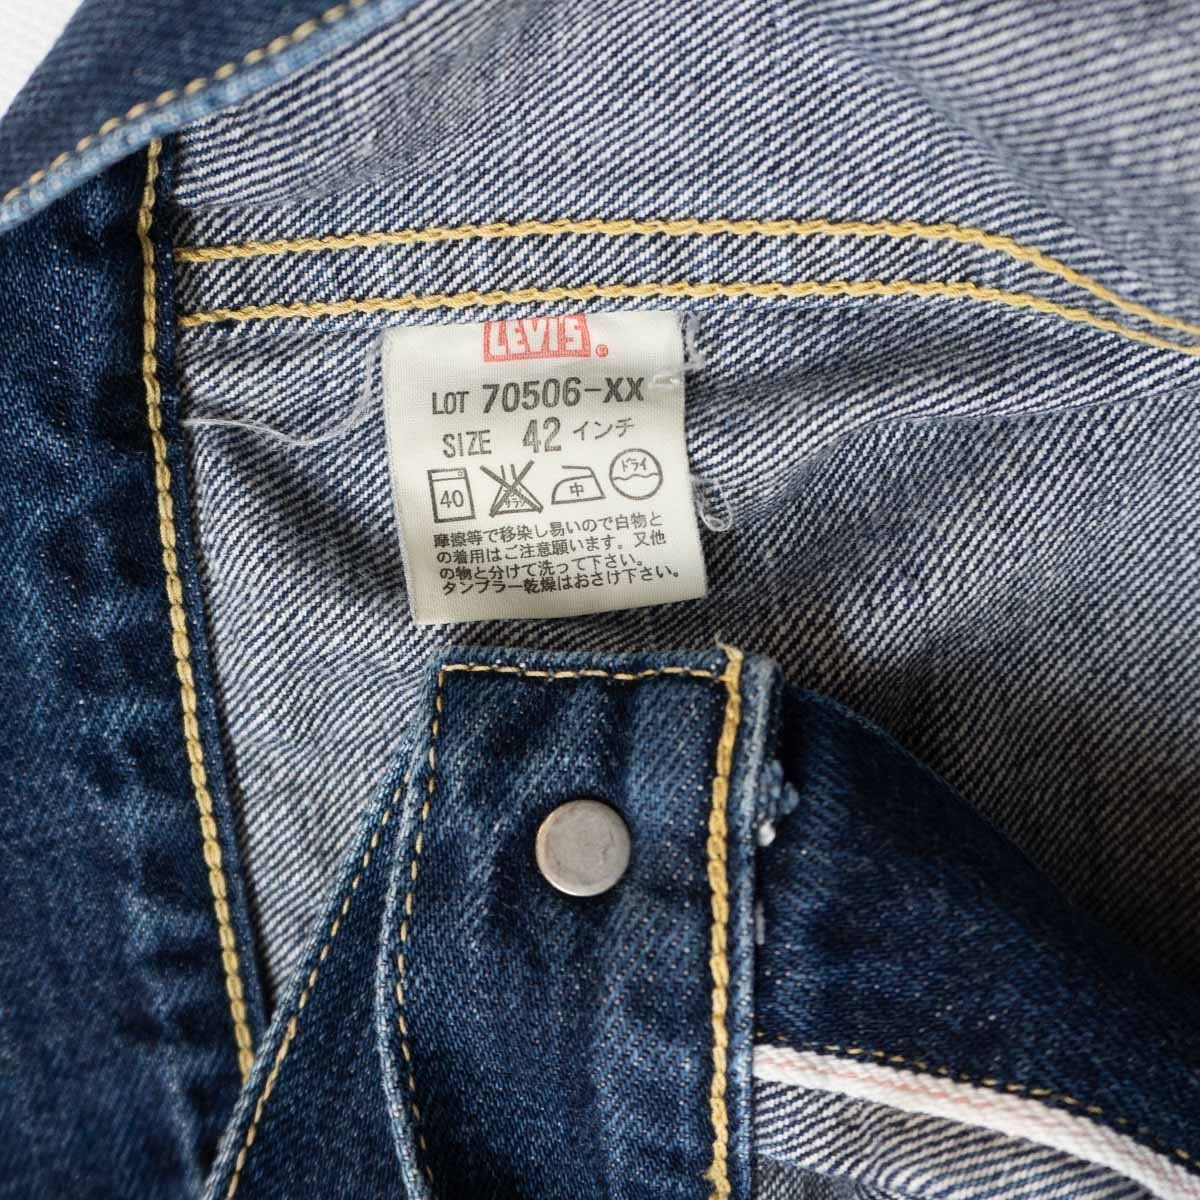 LEVI'S ®
LOT 70506-XX
SIZE 42 インチ
40 中 ドライ
摩擦等で移染し易いので白物と
の着用はご注意願います。又他
の物と分けて洗って下さい。
タンブラー乾燥はおさけ下さい。